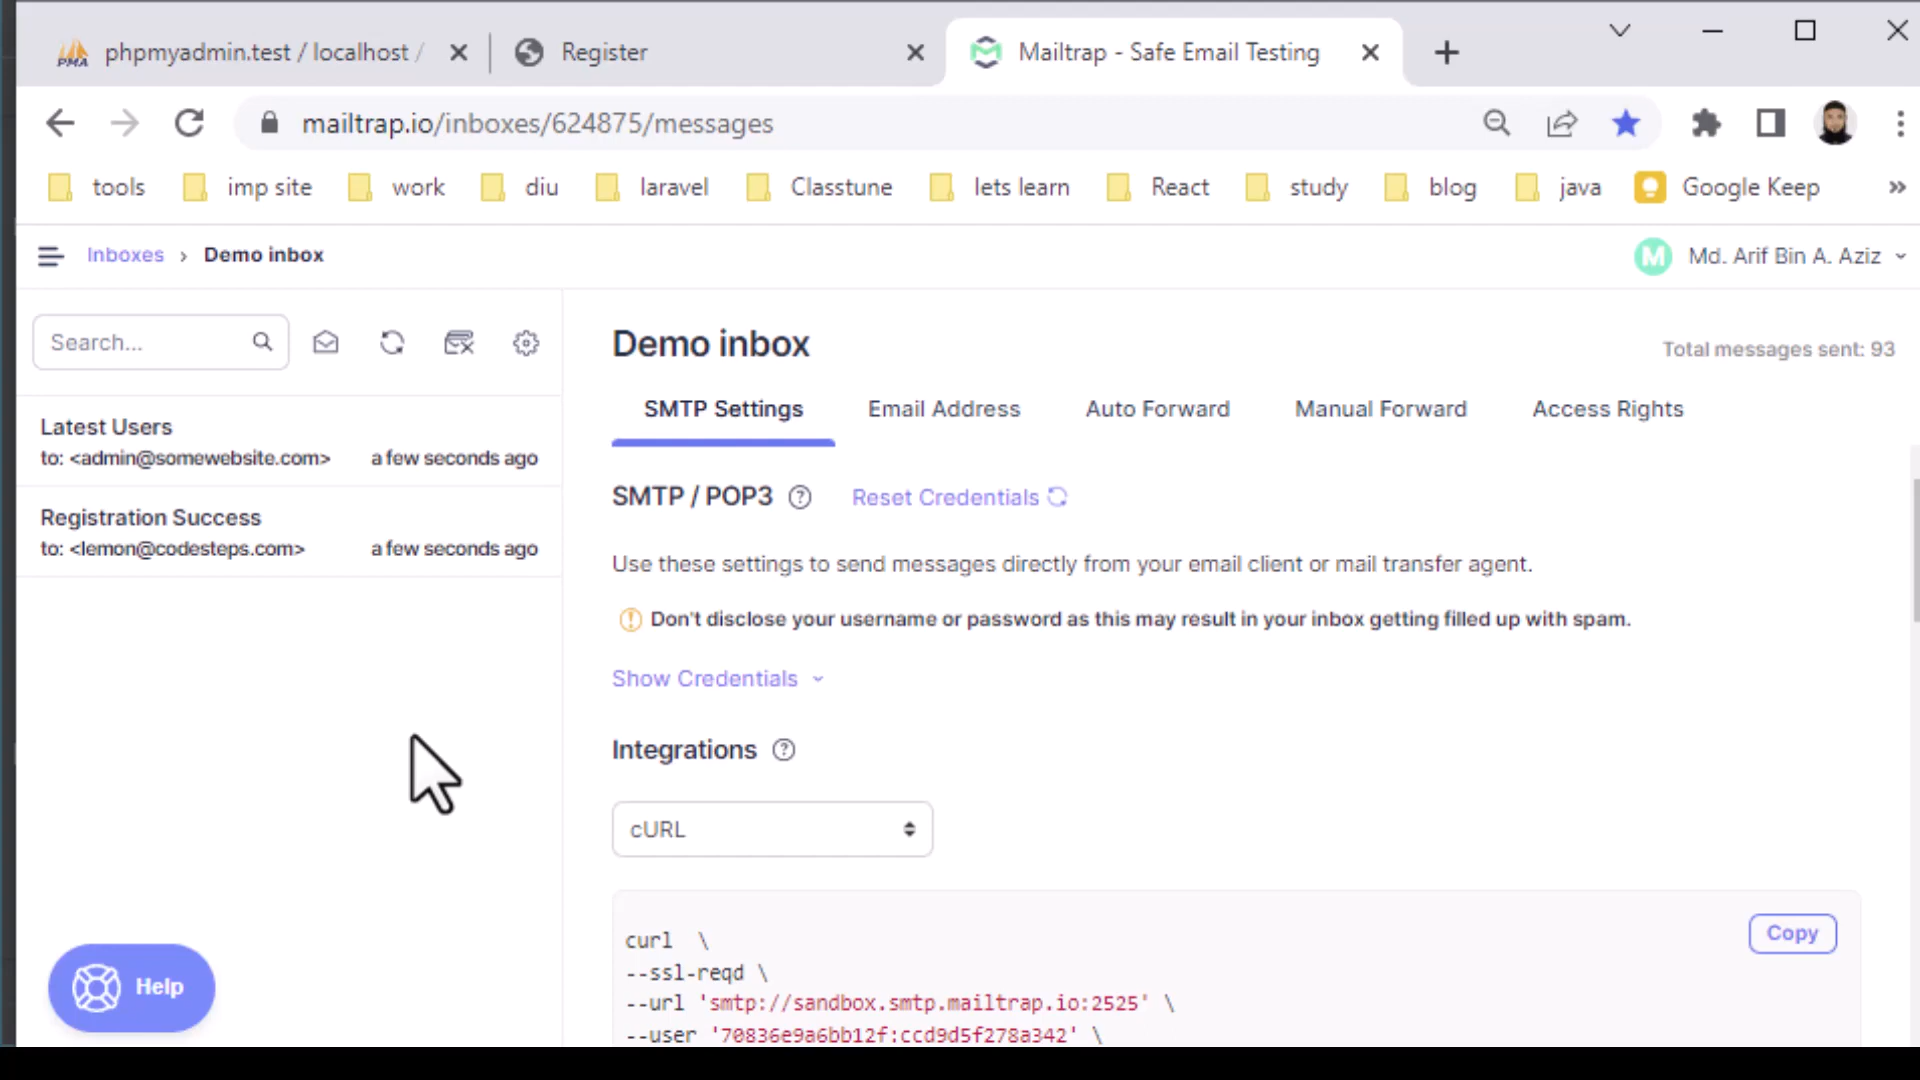 phpmyadmin.test / localhost /
Register
Mailtrap - Safe Email Testing
mailtrap.io/inboxes/624875/messages
tools imp site work diu laravel Classtune lets learn React study blog java Google Keep »
Inboxes › Demo inbox
M Md. Arif Bin A. Aziz
Search...
Demo inbox
Total messages sent: 93
SMTP Settings Email Address Auto Forward Manual Forward Access Rights
Latest Users
to: <admin@somewebsite.com> a few seconds ago
Registration Success
to: <lemon@codesteps.com> a few seconds ago
SMTP / POP3 ? Reset Credentials
Use these settings to send messages directly from your email client or mail transfer agent.
Don't disclose your username or password as this may result in your inbox getting filled up with spam.
Show Credentials
Integrations ?
cURL
Copy
curl \
--ssl-reqd \
--url 'smtp://sandbox.smtp.mailtrap.io:2525' \
--user '70836e9a6bb12f:ccd9d5f278a342' \
Help